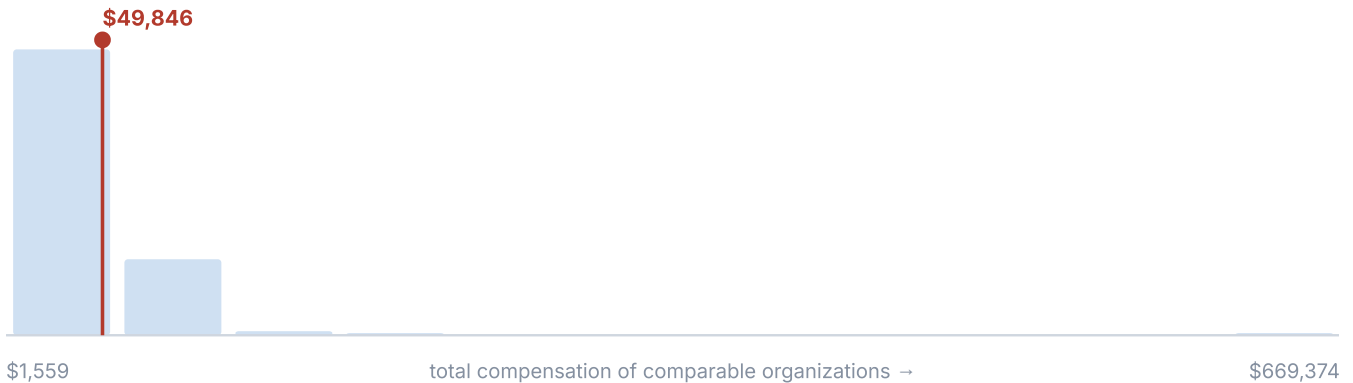 $49,846
$1,559 total compensation of comparable organizations → $669,374